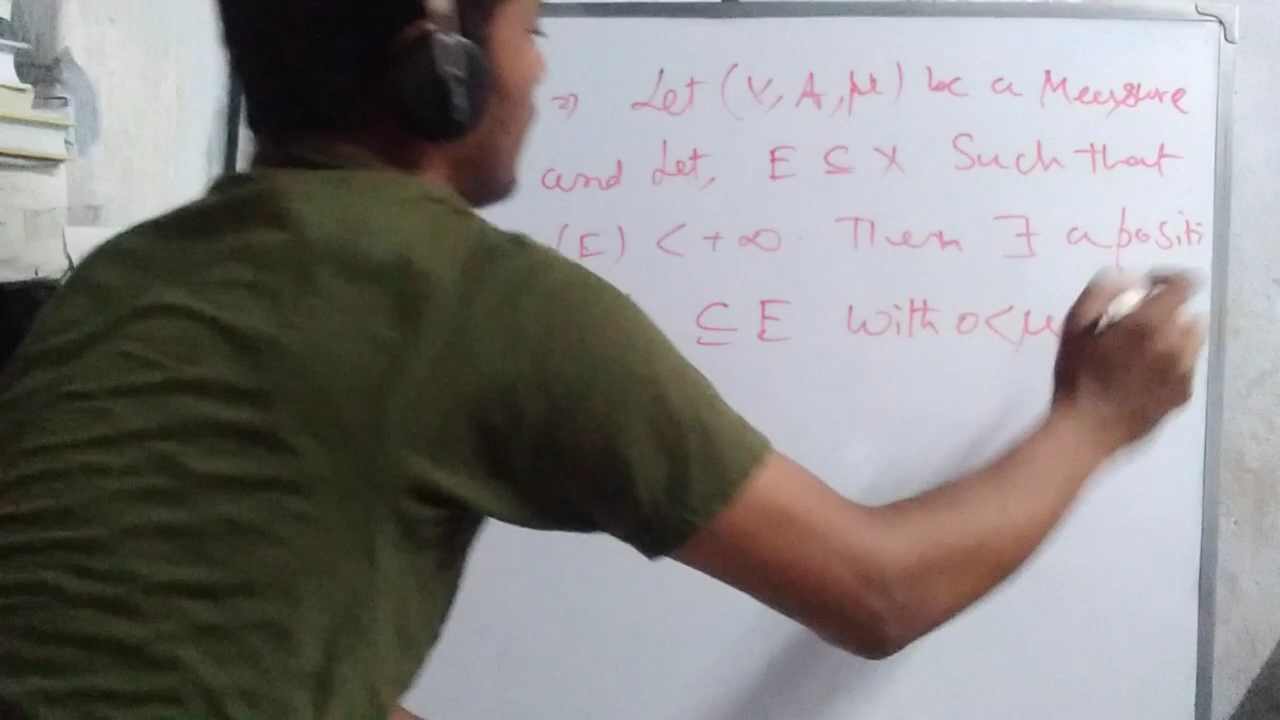 ⇒ Let (X, A, μ) be a Measure
and Let, E ⊆ X Such that
(E) < +∞. Then ∃ a positi
⊆ E with 0 < μ